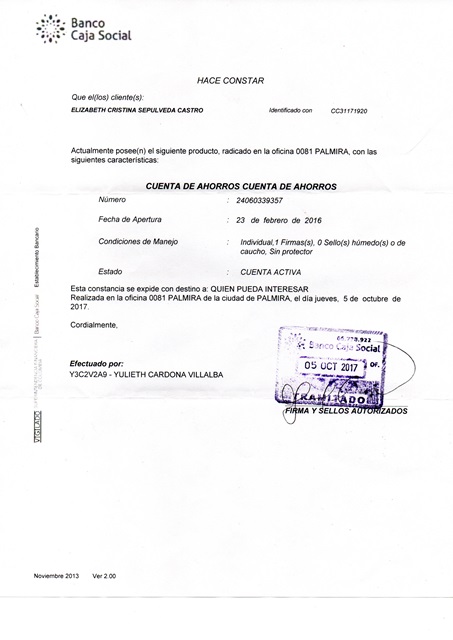 Banco
Caja Social
HACE CONSTAR
Que el(los) cliente(s):
ELIZABETH CRISTINA SEPULVEDA CASTRO Identificado con CC31171920
Actualmente posee(n) el siguiente producto, radicado en la oficina 0081 PALMIRA, con las
siguientes características:
CUENTA DE AHORROS CUENTA DE AHORROS
Número : 24060339357
Fecha de Apertura : 23 de febrero de 2016
Condiciones de Manejo : Individual,1 Firmas(s), 0 Sello(s) húmedo(s) o de
caucho, Sin protector
Estado : CUENTA ACTIVA
Esta constancia se expide con destino a: QUIEN PUEDA INTERESAR
Realizada en la oficina 0081 PALMIRA de la ciudad de PALMIRA, el día jueves, 5 de octubre de
2017.
Cordialmente,
Banco Caja Social
05 OCT 2017
OF.
TRAMITADO
Efectuado por:
Y3C2V2A9 - YULIETH CARDONA VILLALBA
FIRMA Y SELLOS AUTORIZADOS
VIGILADO
Banco Caja Social
Establecimiento Bancario
Noviembre 2013 Ver 2.00